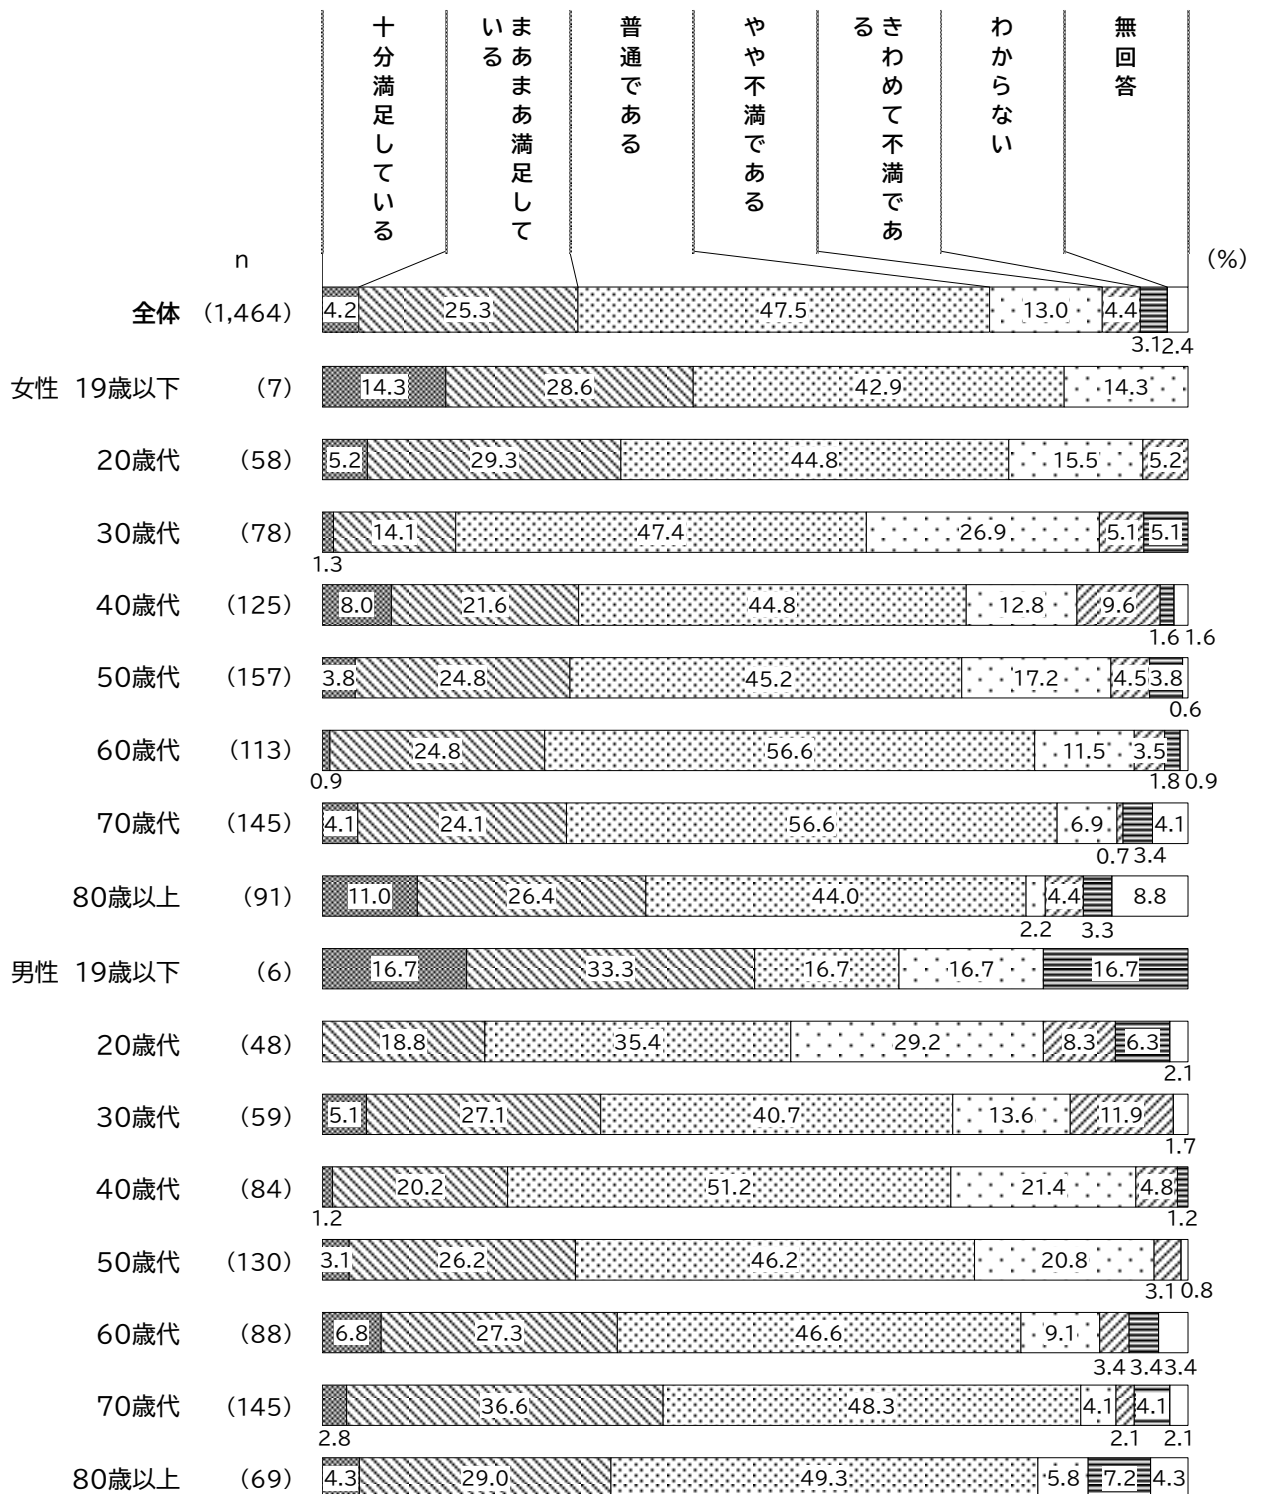 十分満足している
まあまあ満足して
いる
普通である
やや不満である
きわめて不満であ
る
わからない
無回答
n
(%)
全体 (1,464) 4.2 25.3 47.5 13.0 4.4
3.1 2.4
女性 19歳以下 (7) 14.3 28.6 42.9 14.3
20歳代 (58) 5.2 29.3 44.8 15.5 5.2
30歳代 (78) 14.1 47.4 26.9 5.1 5.1
1.3
40歳代 (125) 8.0 21.6 44.8 12.8 9.6
1.6 1.6
50歳代 (157) 3.8 24.8 45.2 17.2 4.5 3.8
0.6
60歳代 (113) 24.8 56.6 11.5 3.5
0.9 1.8 0.9
70歳代 (145) 4.1 24.1 56.6 6.9 4.1
0.7 3.4
80歳以上 (91) 11.0 26.4 44.0 4.4 8.8
2.2 3.3
男性 19歳以下 (6) 16.7 33.3 16.7 16.7 16.7
20歳代 (48) 18.8 35.4 29.2 8.3 6.3
2.1
30歳代 (59) 5.1 27.1 40.7 13.6 11.9
1.7
40歳代 (84) 20.2 51.2 21.4 4.8
1.2 1.2
50歳代 (130) 3.1 26.2 46.2 20.8
3.1 0.8
60歳代 (88) 6.8 27.3 46.6 9.1
3.4 3.4 3.4
70歳代 (145) 36.6 48.3 4.1 4.1
2.8 2.1 2.1
80歳以上 (69) 4.3 29.0 49.3 5.8 7.2 4.3